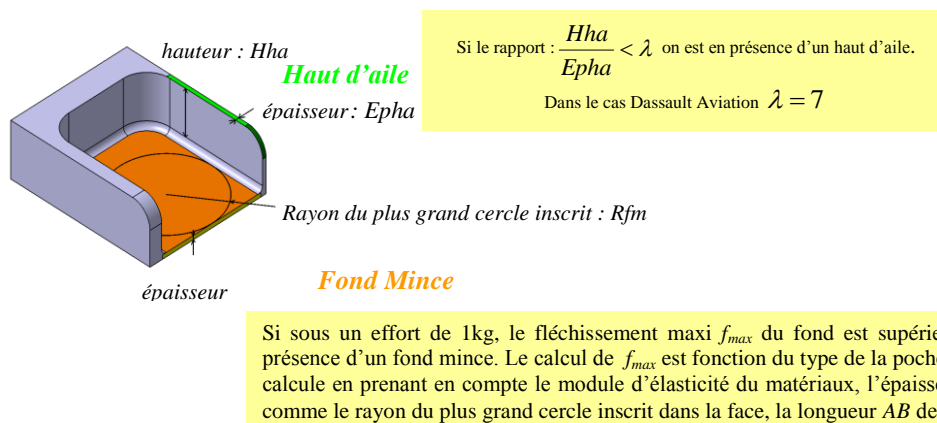 hauteur : Hha
Haut d'aile
épaisseur : Epha
Si le rapport : Hha / Epha < λ on est en présence d'un haut d'aile.
Dans le cas Dassault Aviation λ = 7
Rayon du plus grand cercle inscrit : Rfm
Fond Mince
épaisseur
Si sous un effort de 1kg, le fléchissement maxi fmax du fond est supérie
présence d'un fond mince. Le calcul de fmax est fonction du type de la poche
calcule en prenant en compte le module d'élasticité du matériaux, l'épaisse
comme le rayon du plus grand cercle inscrit dans la face, la longueur AB de